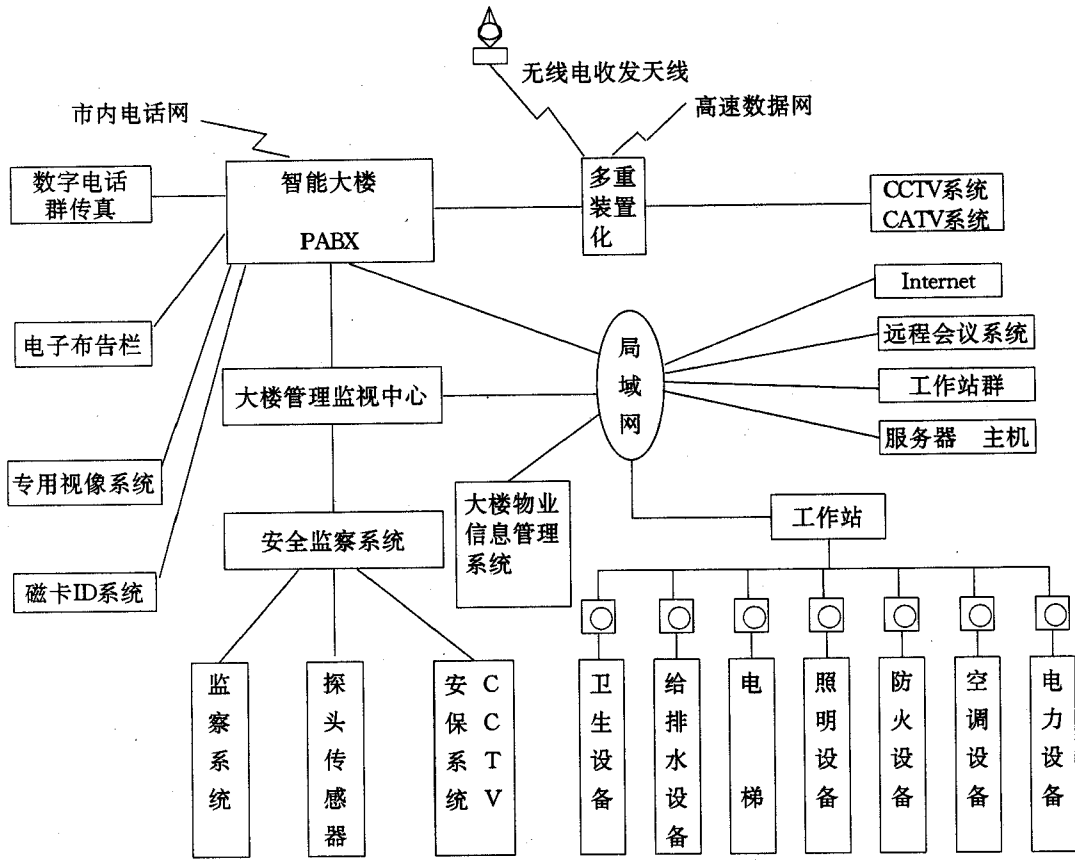 无线电收发天线
高速数据网
市内电话网
数字电话
群传真
智能大楼
PABX
多重
装置
化
CCTV系统
CATV系统
Internet
电子布告栏
远程会议系统
局域网
大楼管理监视中心
工作站群
服务器 主机
专用视像系统
大楼物业
信息管理
系统
工作站
安全监察系统
磁卡ID系统
监察系统
探头传感器
安保系统
CCTV
卫生设备
给排水设备
电梯
照明设备
防火设备
空调设备
电力设备